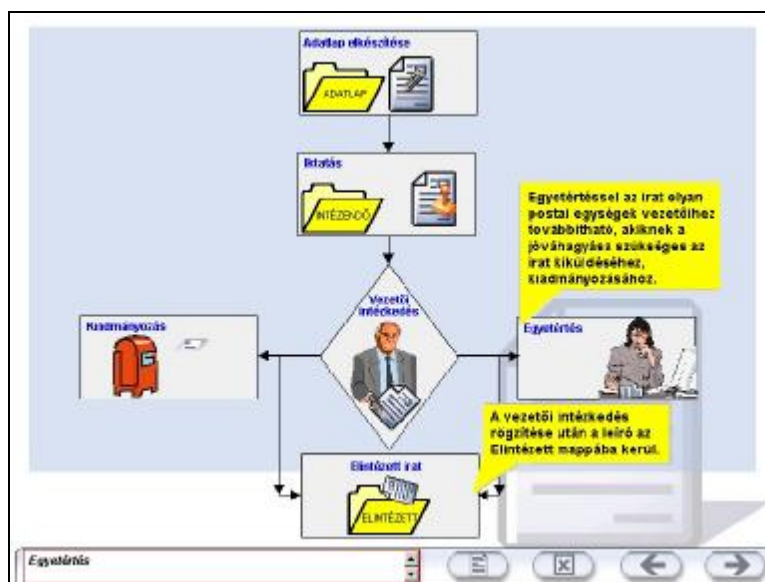 Adatlap elkészítése
ADATLAP
Iktatás
INTÉZENDŐ
Egyetértéssel az irat olyan
postai egységek vezetőihez
továbbítható, akiknek a
jóváhagyása szükséges az
irat kiküldéséhez,
kiadmányozásához.
Vezetői
intézkedés
Kiadmányozás
Egyetértés
A vezetői intézkedés
rögzítése után a leíró az
Elintézett mappába kerül.
Elintézett irat
ELINTÉZETT
Egyetértés